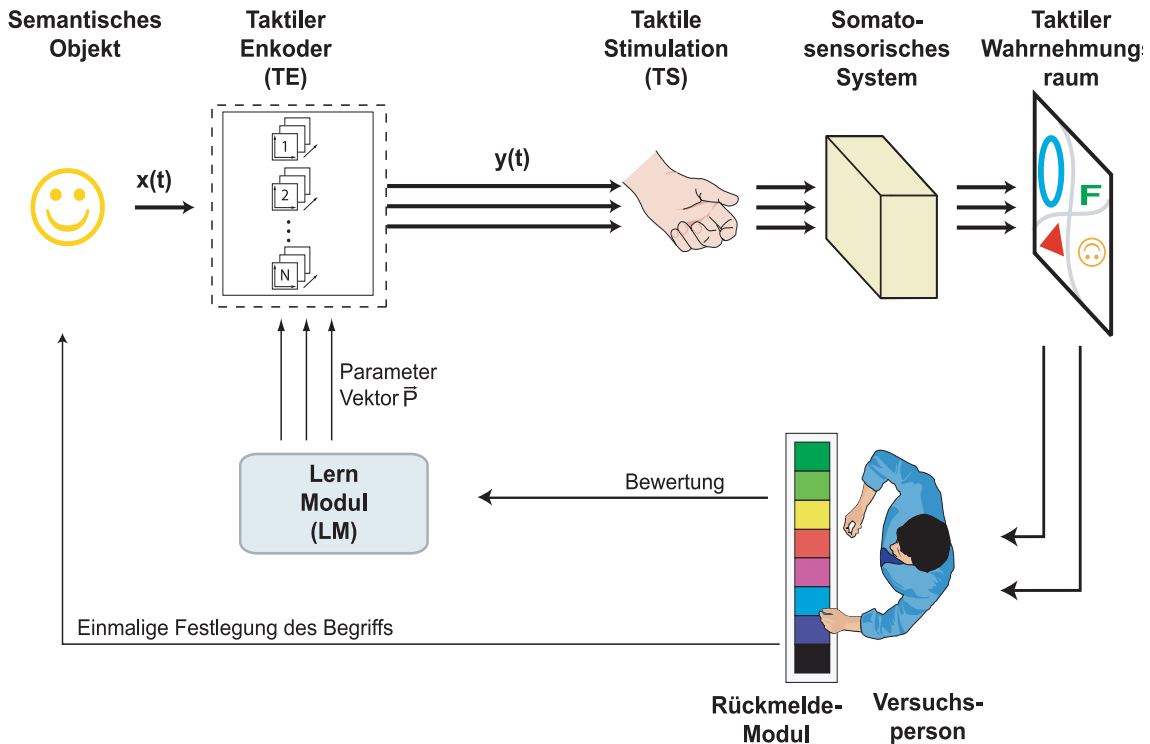 Semantisches
Objekt
Taktiler
Enkoder
(TE)
Taktile
Stimulation
(TS)
Somato-
sensorisches
System
Taktiler
Wahrnehmungs
raum
x(t)
1
2
N
y(t)
F
Parameter
Vektor P
Lern
Modul
(LM)
Bewertung
Einmalige Festlegung des Begriffs
Rückmelde-
Modul
Versuchs-
person